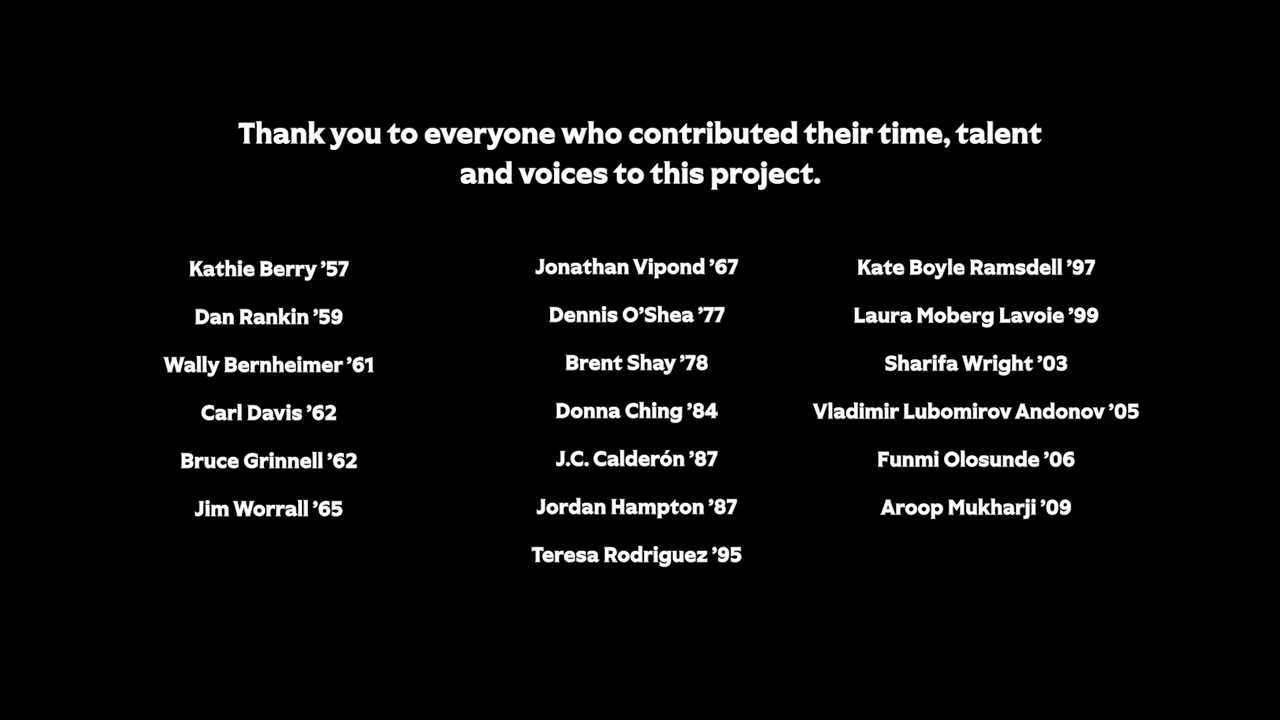 Thank you to everyone who contributed their time, talent
and voices to this project.
Kathie Berry ’57
Dan Rankin ’59
Wally Bernheimer ’61
Carl Davis ’62
Bruce Grinnell ’62
Jim Worrall ’65
Jonathan Vipond ’67
Dennis O’Shea ’77
Brent Shay ’78
Donna Ching ’84
J.C. Calderón ’87
Jordan Hampton ’87
Teresa Rodriguez ’95
Kate Boyle Ramsdell ’97
Laura Moberg Lavoie ’99
Sharifa Wright ’03
Vladimir Lubomirov Andonov ’05
Funmi Olosunde ’06
Aroop Mukharji ’09